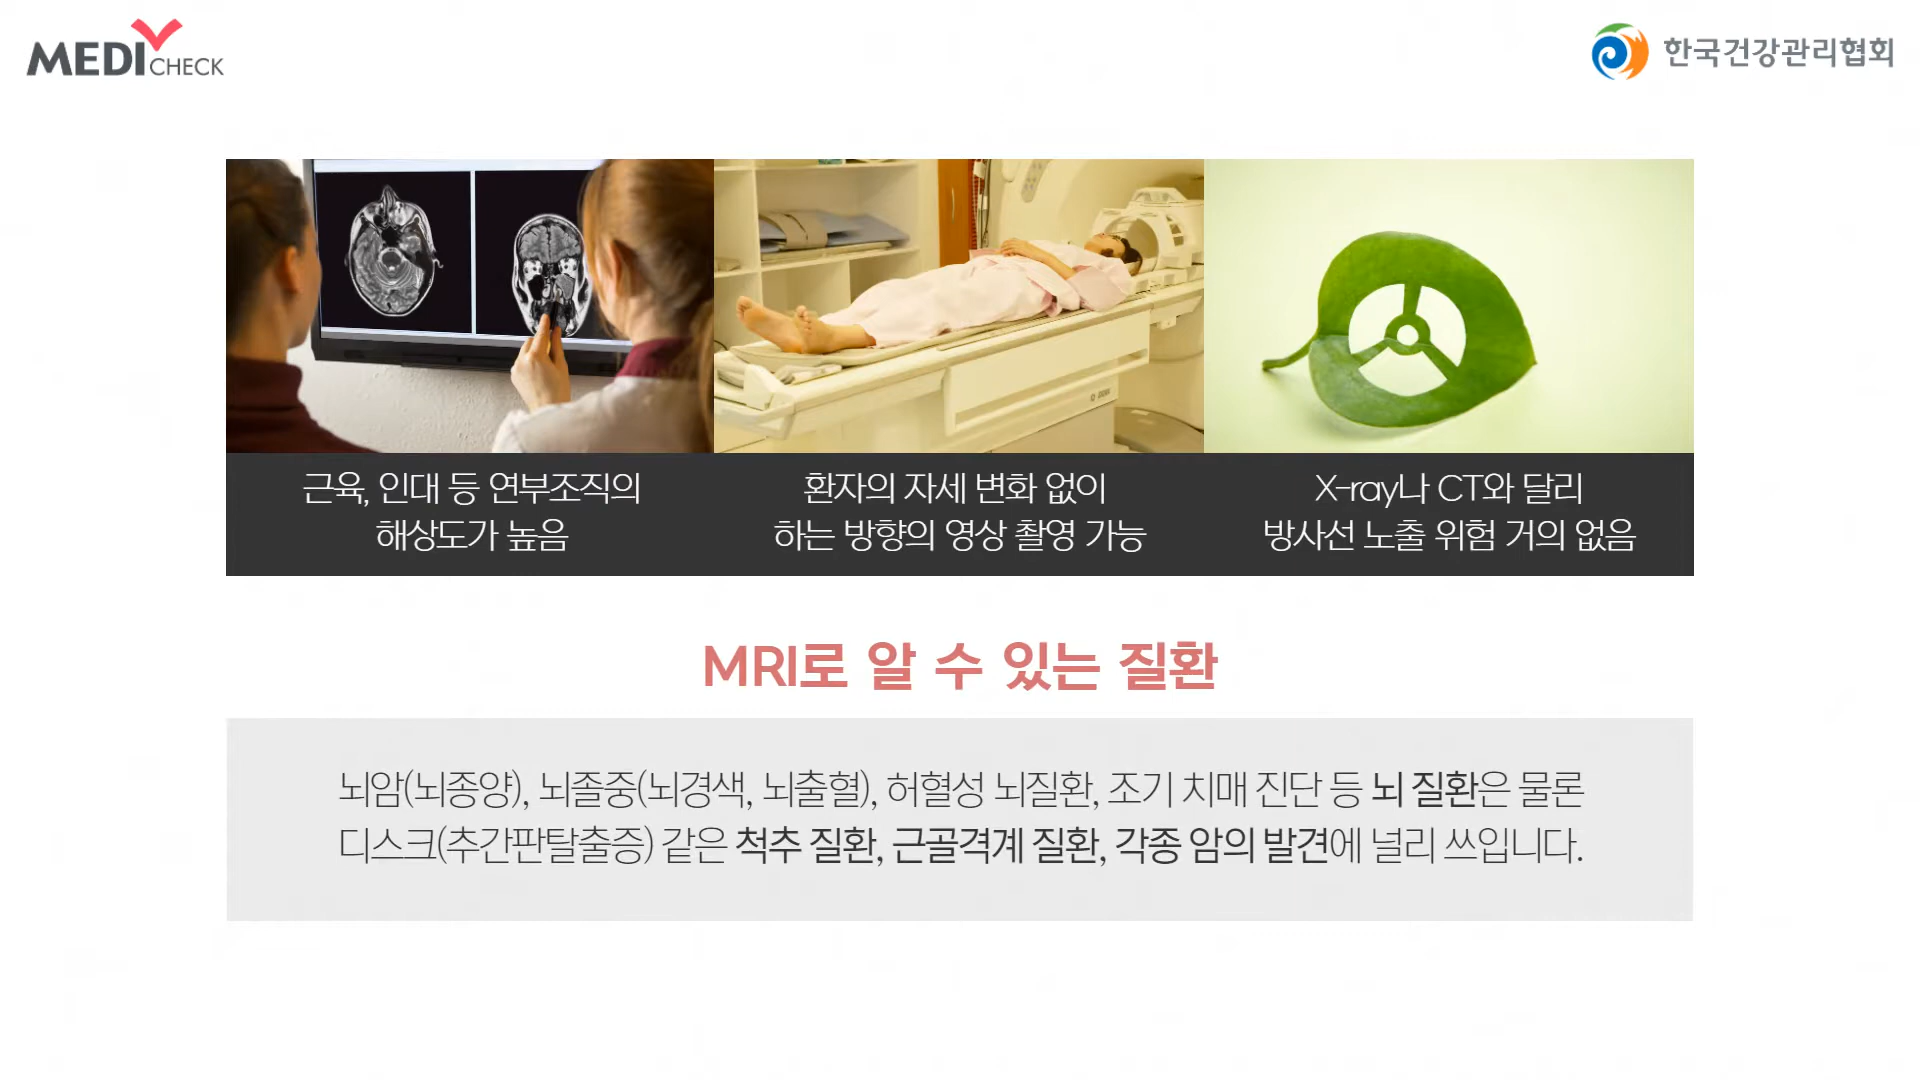 MEDI CHECK
한국건강관리협회
근육, 인대 등 연부조직의
해상도가 높음
환자의 자세 변화 없이
하는 방향의 영상 촬영 가능
X-ray나 CT와 달리
방사선 노출 위험 거의 없음
MRI로 알 수 있는 질환
뇌암(뇌종양), 뇌졸중(뇌경색, 뇌출혈), 허혈성 뇌질환, 조기 치매 진단 등 뇌 질환은 물론
디스크(추간판탈출증) 같은 척추 질환, 근골격계 질환, 각종 암의 발견에 널리 쓰입니다.